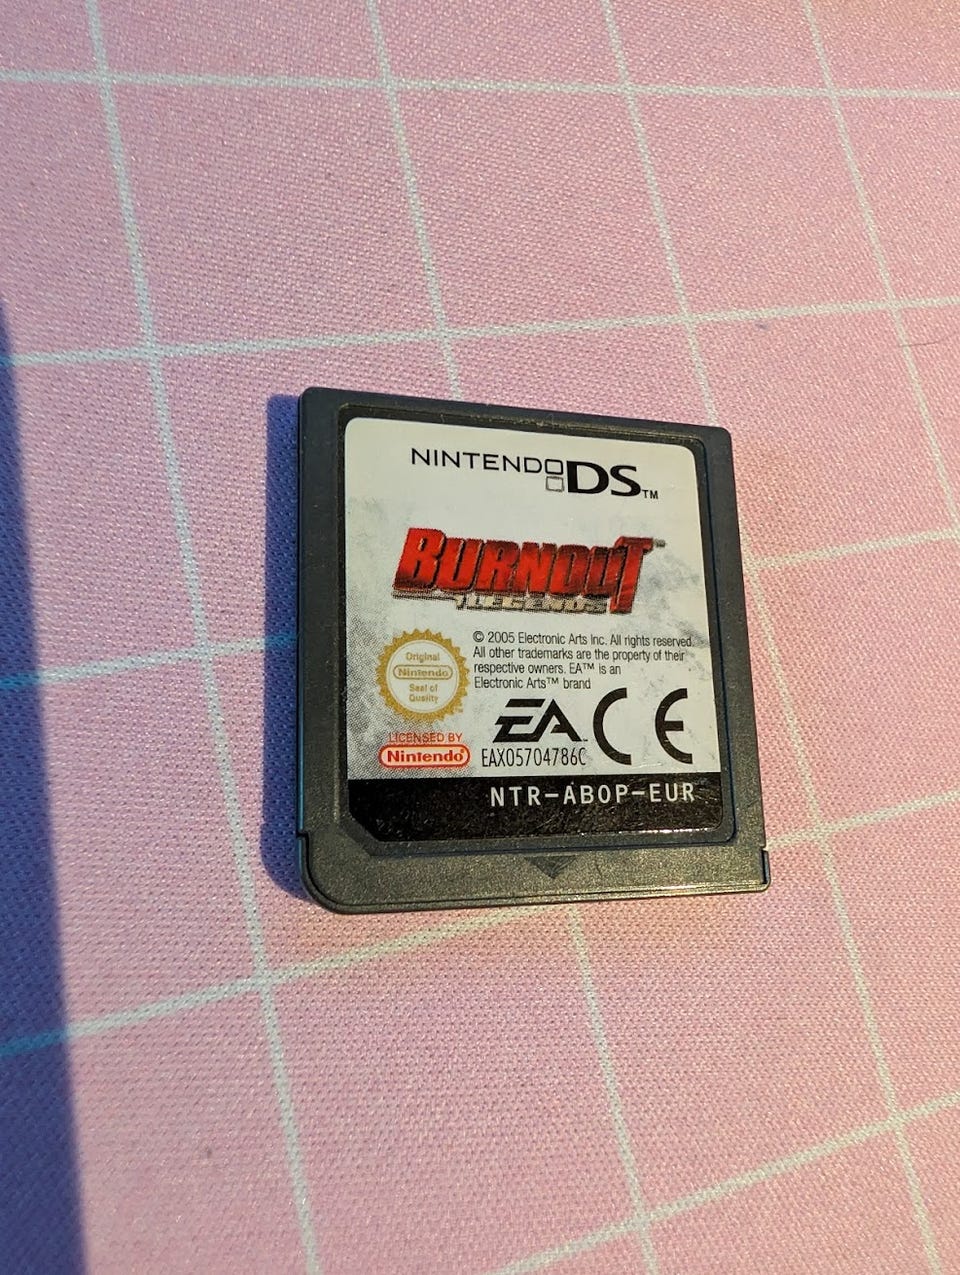 NINTENDO DS™
BURNOUT™
LEGENDS
© 2005 Electronic Arts Inc. All rights reserved.
All other trademarks are the property of their
respective owners. EA™ is an
Electronic Arts™ brand
Original
Nintendo
Seal of
Quality
LICENSED BY
Nintendo®
EA™
CE
EAX05704786C
NTR-ABOP-EUR